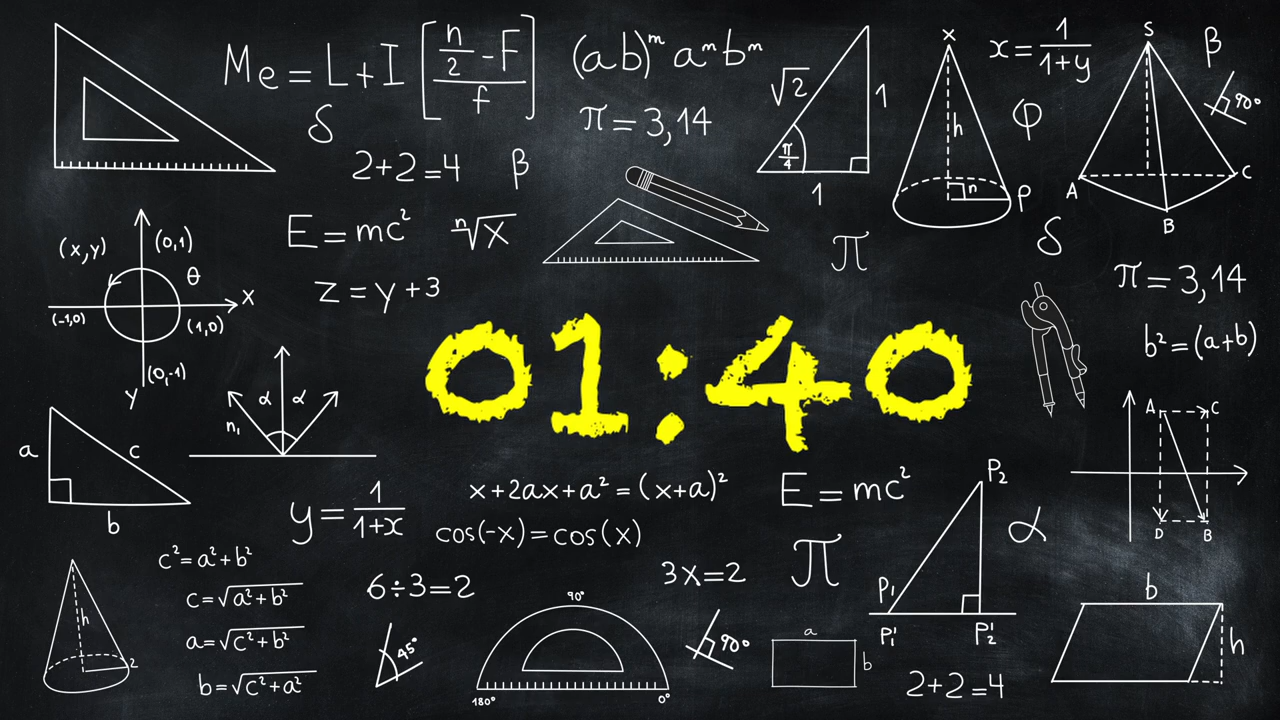 Me = L + I [ n/2 - F / f ]
(ab)ᵐ aᵐbᵐ
δ
π = 3,14
2+2=4
β
√2
1
π/4
1
x
h
n
P
x = 1/1+y
φ
S
A
B
C
β
90°
δ
(x,y)
(0,1)
θ
x
(-1,0)
(1,0)
(0,-1)
y
E = mc²
ⁿ√x
z = y + 3
π
π = 3,14
b² = (a+b)
01:40
n₁
α
α
a
c
b
y = 1/1+x
x+2ax+a² = (x+a)²
cos(-x) = cos(x)
E = mc²
P₂
P₁
P₁'
P₂'
α
A
C
D
B
h
2
c² = a² + b²
c = √a² + b²
a = √c² + b²
b = √c² + a²
6÷3=2
45°
90°
180°
0°
3x=2
90°
π
a
b
2+2=4
b
h